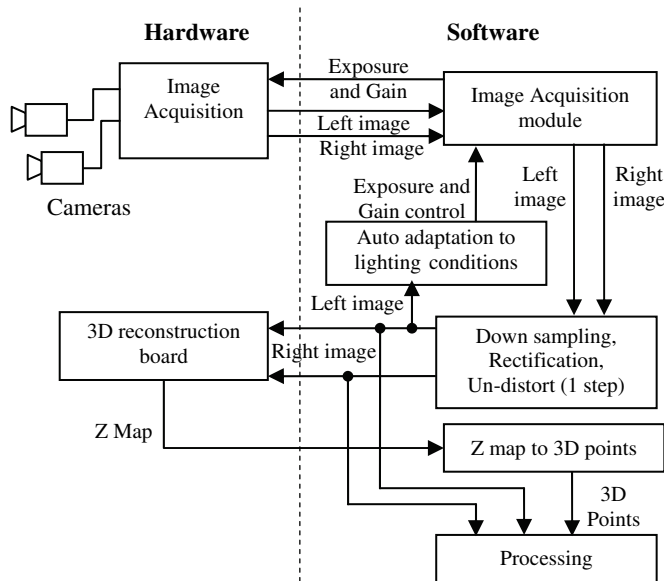 Hardware
Software
Image
Acquisition
Exposure
and Gain
Left image
Right image
Image Acquisition
module
Cameras
Exposure and
Gain control
Left
image
Right
image
Auto adaptation to
lighting conditions
Left image
3D reconstruction
board
Right image
Down sampling,
Rectification,
Un-distort (1 step)
Z Map
Z map to 3D points
3D
Points
Processing